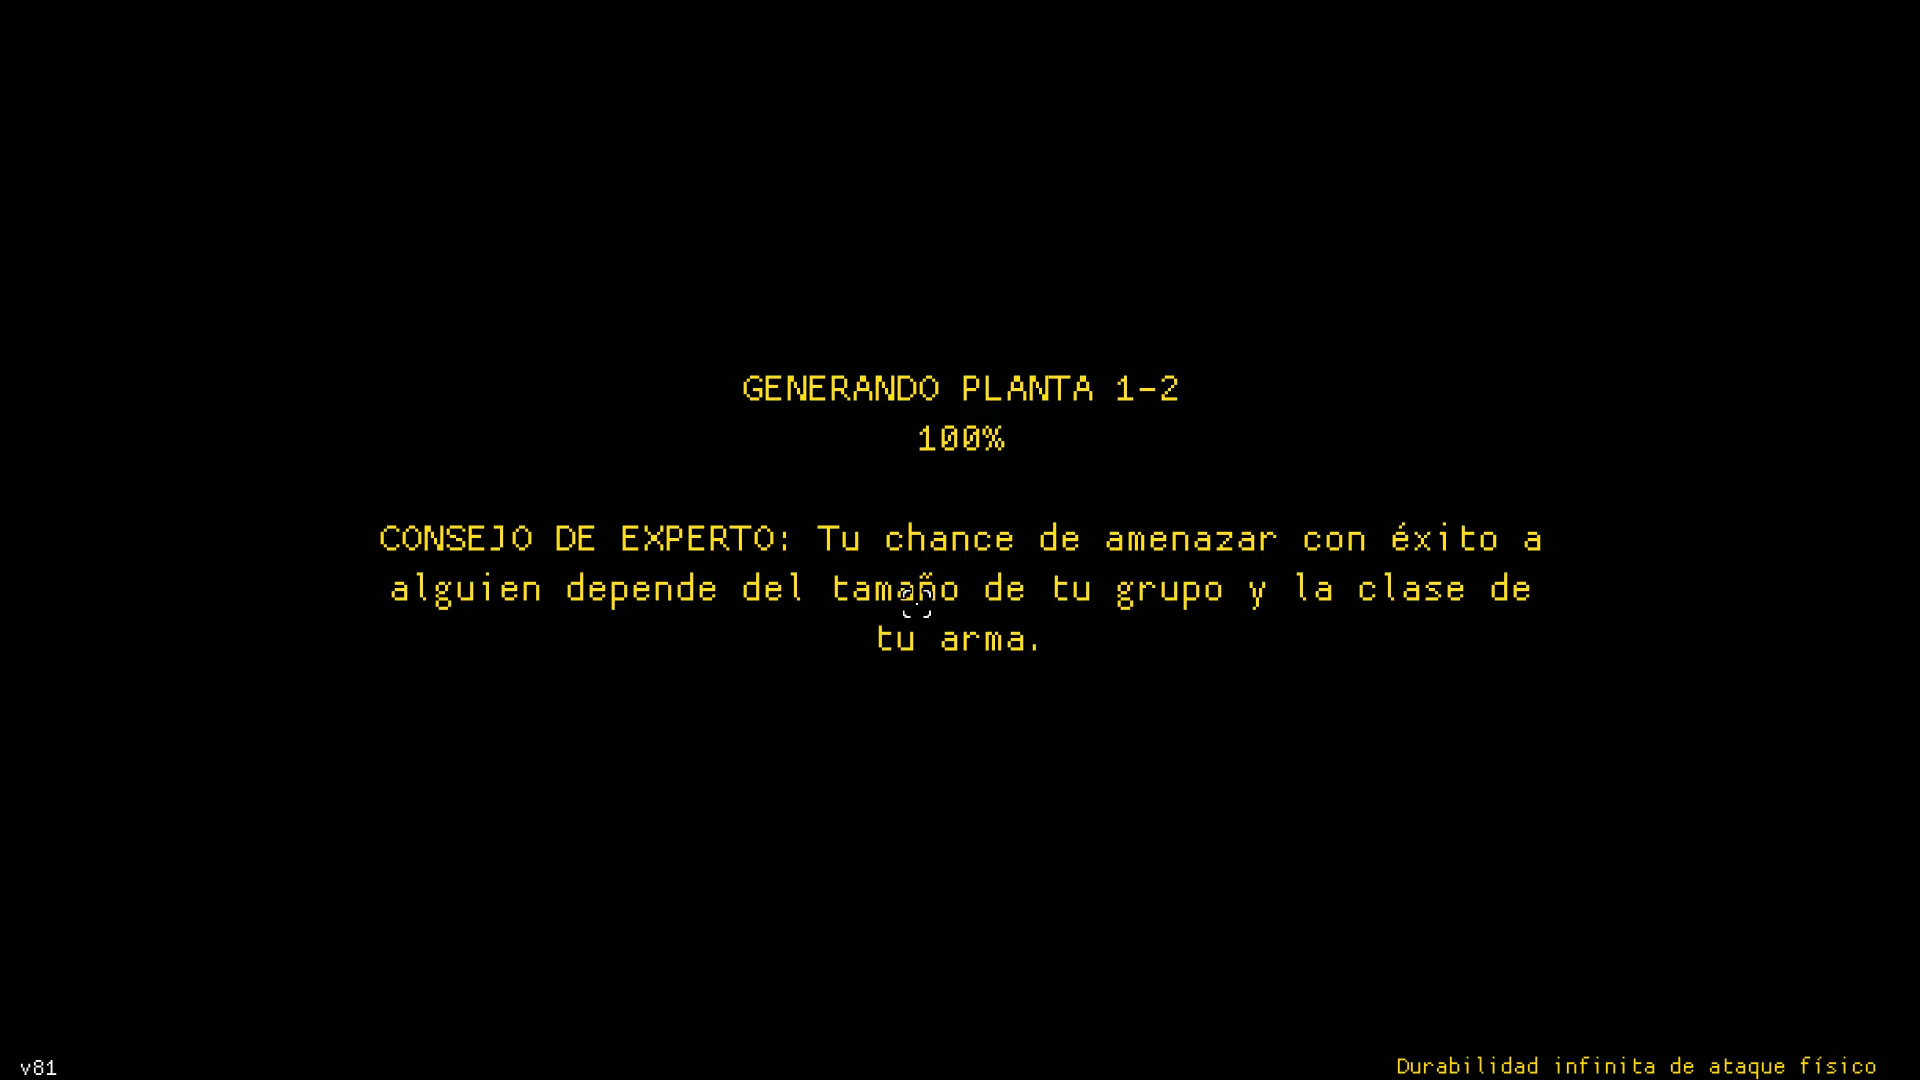 GENERANDO PLANTA 1-2
100%
CONSEJO DE EXPERTO: Tu chance de amenazar con éxito a
alguien depende del tamaño de tu grupo y la clase de
tu arma.
v81
Durabilidad infinita de ataque físico